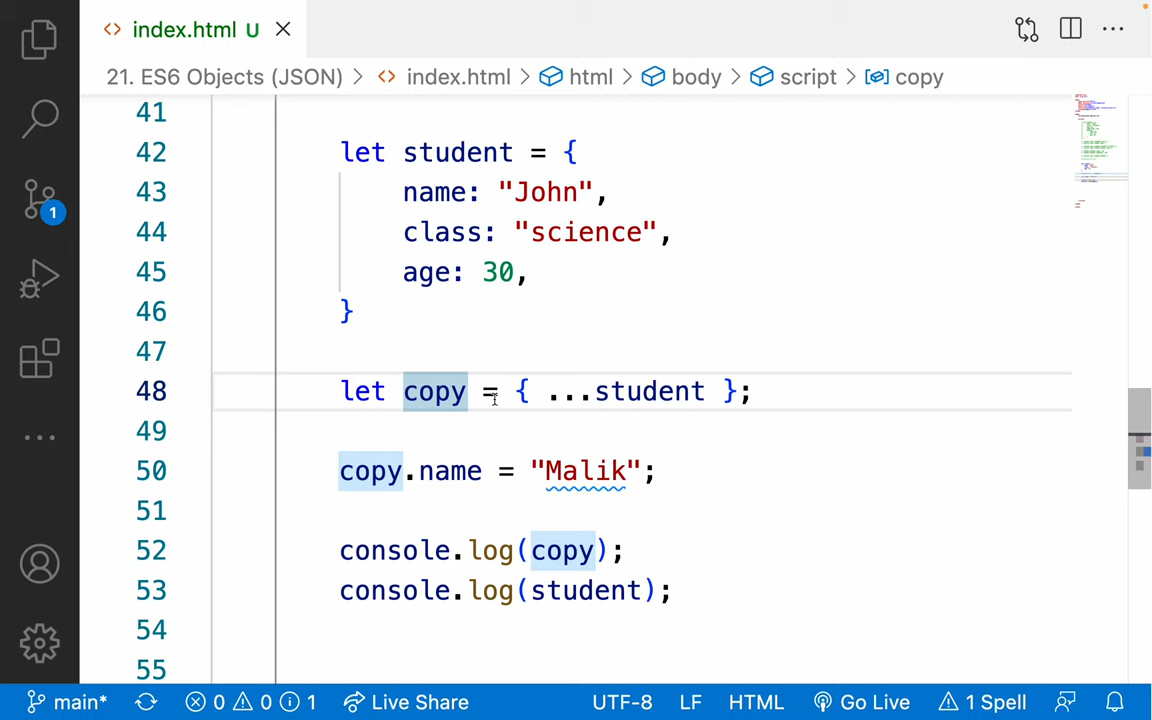 index.html U
21. ES6 Objects (JSON) > index.html > html > body > script > copy
41
42 let student = {
43 name: "John",
44 class: "science",
45 age: 30,
46 }
47
48 let copy = { ...student };
49
50 copy.name = "Malik";
51
52 console.log(copy);
53 console.log(student);
54
55
1
main* 0 0 1 Live Share UTF-8 LF HTML Go Live 1 Spell